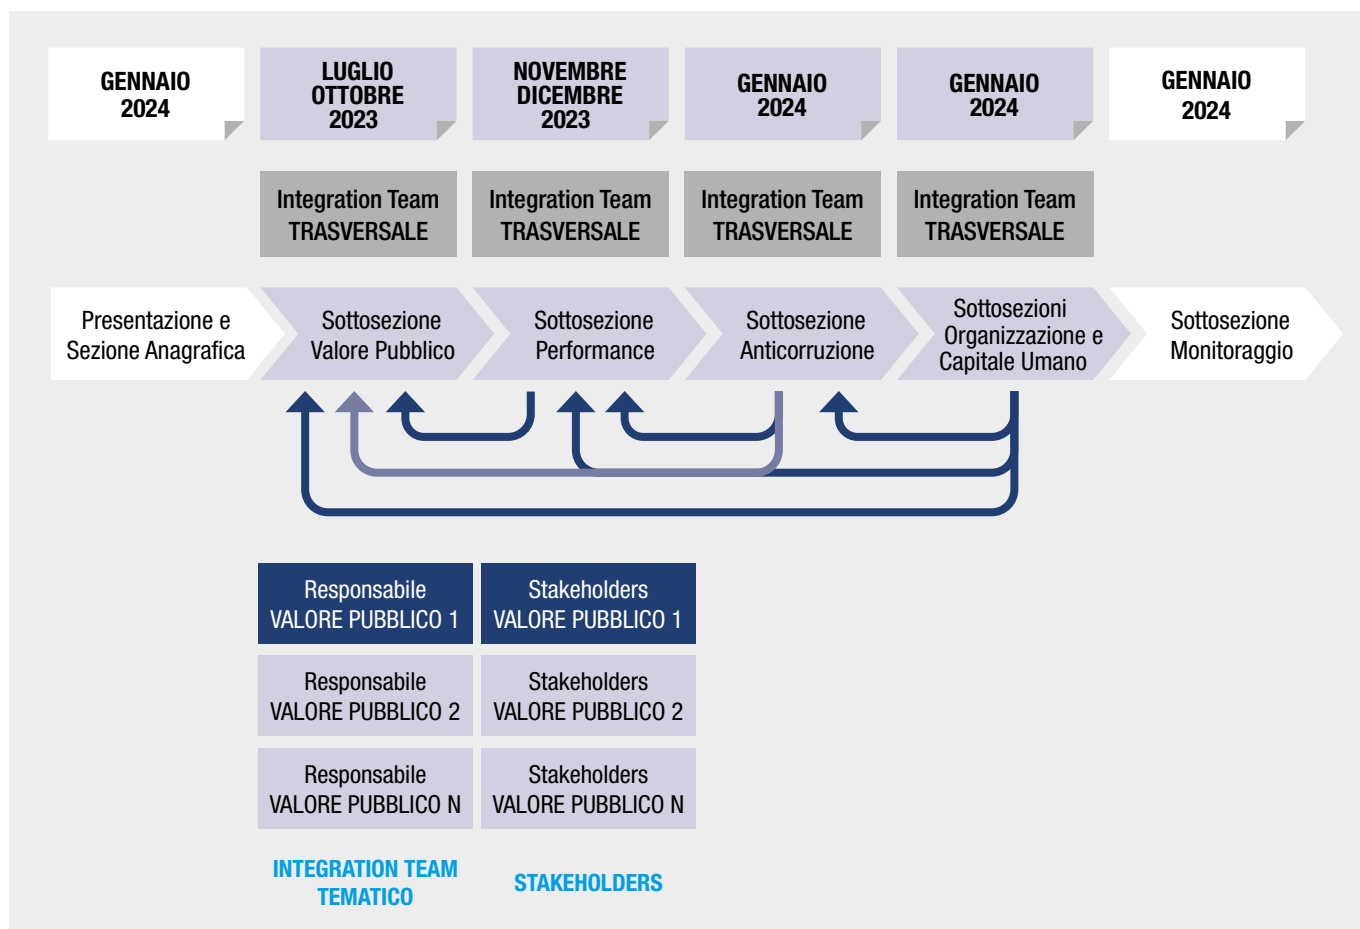 GENNAIO
2024
LUGLIO
OTTOBRE
2023
NOVEMBRE
DICEMBRE
2023
GENNAIO
2024
GENNAIO
2024
GENNAIO
2024
Integration Team
TRASVERSALE
Integration Team
TRASVERSALE
Integration Team
TRASVERSALE
Integration Team
TRASVERSALE
Presentazione e
Sezione Anagrafica
Sottosezione
Valore Pubblico
Sottosezione
Performance
Sottosezione
Anticorruzione
Sottosezioni
Organizzazione e
Capitale Umano
Sottosezione
Monitoraggio
Responsabile
VALORE PUBBLICO 1
Stakeholders
VALORE PUBBLICO 1
Responsabile
VALORE PUBBLICO 2
Stakeholders
VALORE PUBBLICO 2
Responsabile
VALORE PUBBLICO N
Stakeholders
VALORE PUBBLICO N
INTEGRATION TEAM
TEMATICO
STAKEHOLDERS